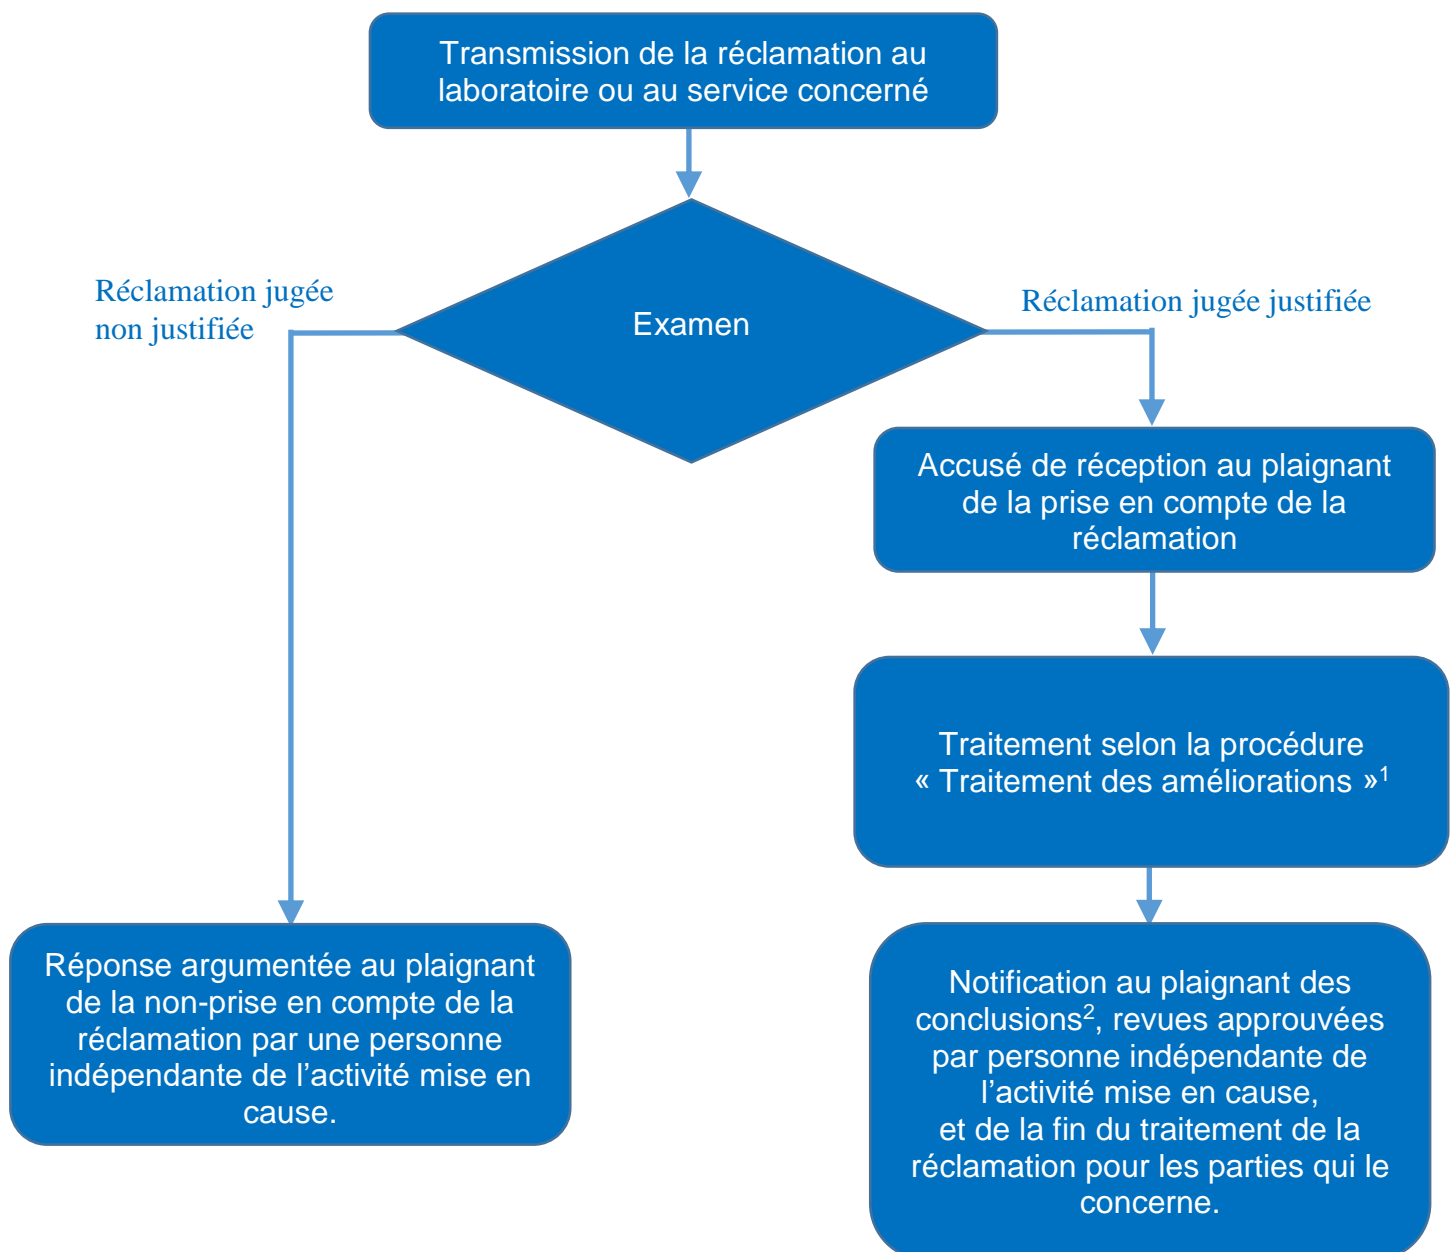 Transmission de la réclamation au
laboratoire ou au service concerné
Réclamation jugée
non justifiée
Examen
Réclamation jugée justifiée
Accusé de réception au plaignant
de la prise en compte de la
réclamation
Traitement selon la procédure
« Traitement des améliorations »¹
Réponse argumentée au plaignant
de la non-prise en compte de la
réclamation par une personne
indépendante de l’activité mise en
cause.
Notification au plaignant des
conclusions², revues approuvées
par personne indépendante de
l’activité mise en cause,
et de la fin du traitement de la
réclamation pour les parties qui le
concerne.